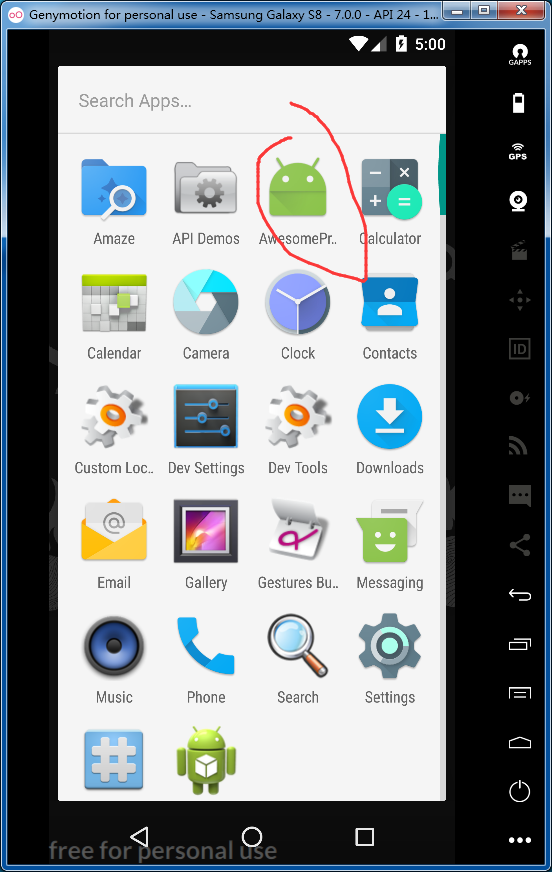 Genymotion for personal use - Samsung Galaxy S8 - 7.0.0 - API 24 - 1...
5:00
GAPPS
Search Apps...
GPS
Amaze API Demos AwesomePr.. Calculator
Calendar Camera Clock Contacts
ID
Custom Loc.. Dev Settings Dev Tools Downloads
Email Gallery Gestures Bu.. Messaging
Music Phone Search Settings
free for personal use